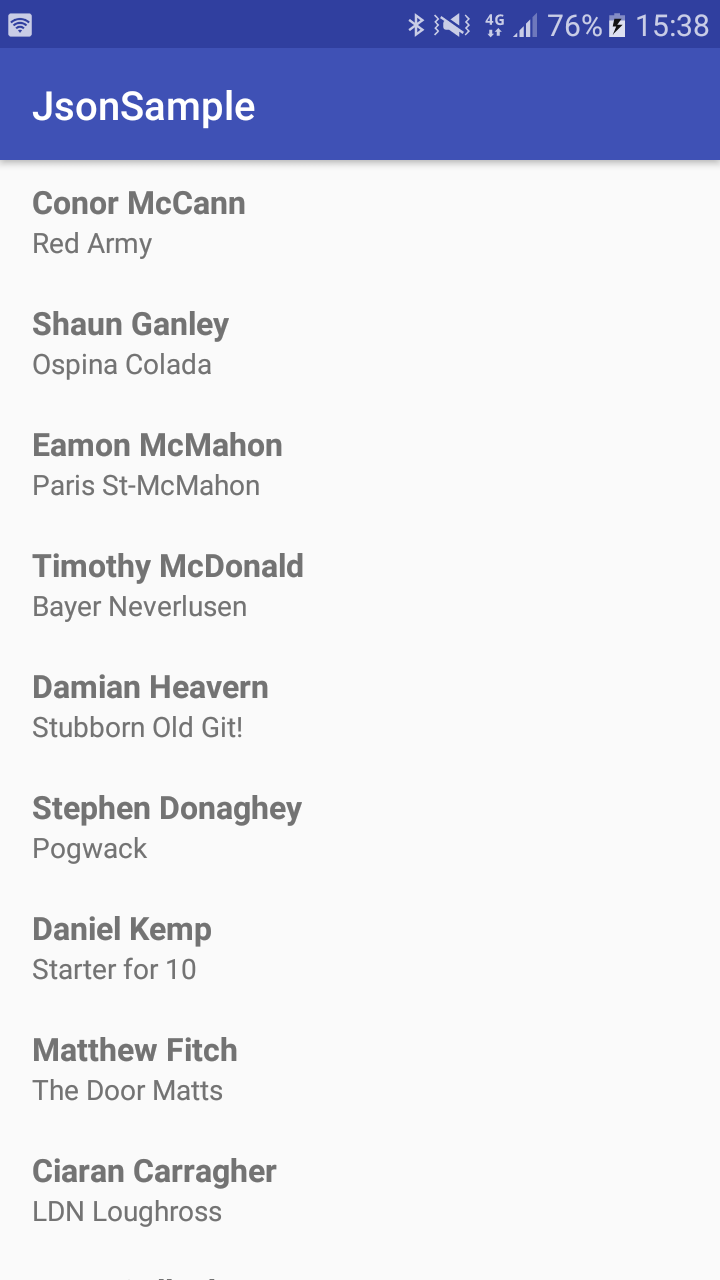 4G 76% 15:38
JsonSample
Conor McCann
Red Army
Shaun Ganley
Ospina Colada
Eamon McMahon
Paris St-McMahon
Timothy McDonald
Bayer Neverlusen
Damian Heavern
Stubborn Old Git!
Stephen Donaghey
Pogwack
Daniel Kemp
Starter for 10
Matthew Fitch
The Door Matts
Ciaran Carragher
LDN Loughross